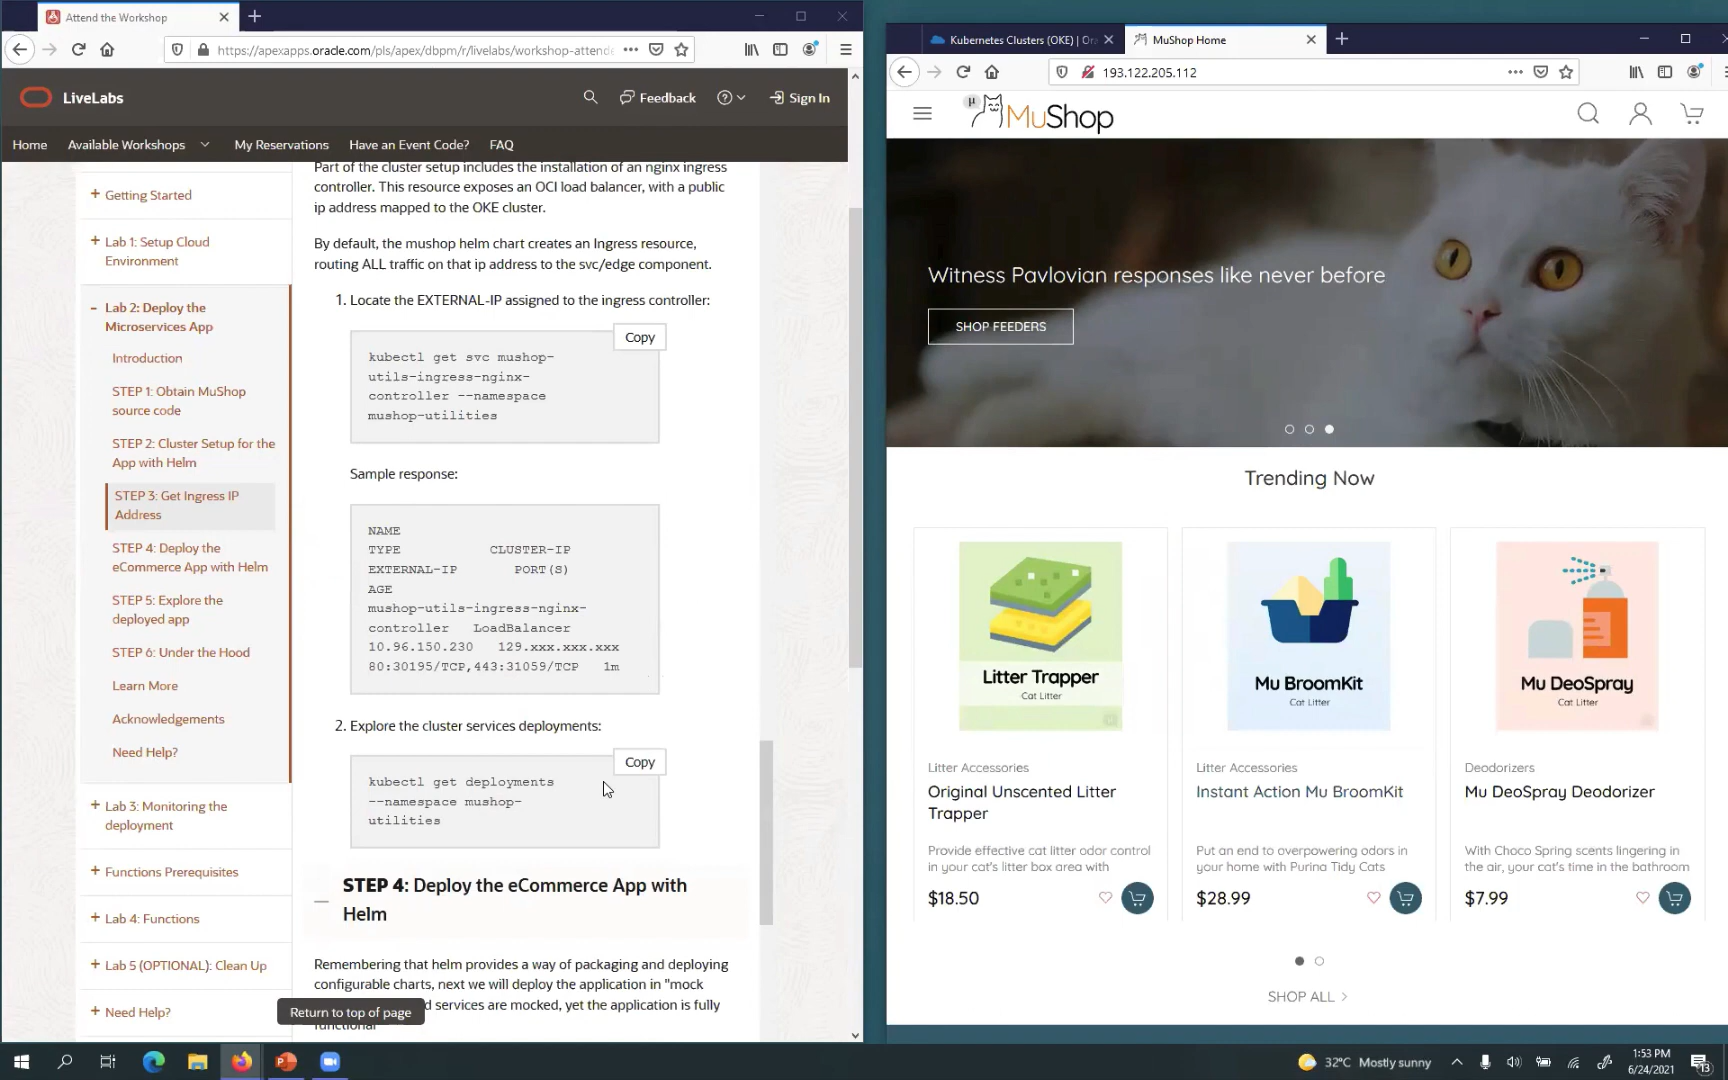 Attend the Workshop
https://apexapps.oracle.com/pls/apex/dbpm/r/livelabs/workshop-attend
LiveLabs
Feedback
Sign In
Home
Available Workshops
My Reservations
Have an Event Code?
FAQ
+ Getting Started
+ Lab 1: Setup Cloud
Environment
– Lab 2: Deploy the
Microservices App
Introduction
STEP 1: Obtain MuShop
source code
STEP 2: Cluster Setup for the
App with Helm
STEP 3: Get Ingress IP
Address
STEP 4: Deploy the
eCommerce App with Helm
STEP 5: Explore the
deployed app
STEP 6: Under the Hood
Learn More
Acknowledgements
Need Help?
+ Lab 3: Monitoring the
deployment
+ Functions Prerequisites
+ Lab 4: Functions
+ Lab 5 (OPTIONAL): Clean Up
+ Need Help?
Return to top of page
Part of the cluster setup includes the installation of an nginx ingress
controller. This resource exposes an OCI load balancer, with a public
ip address mapped to the OKE cluster.
By default, the mushop helm chart creates an Ingress resource,
routing ALL traffic on that ip address to the svc/edge component.
1. Locate the EXTERNAL-IP assigned to the ingress controller:
Copy
kubectl get svc mushop-
utils-ingress-nginx-
controller --namespace
mushop-utilities
Sample response:
NAME
TYPE CLUSTER-IP
EXTERNAL-IP PORT(S)
AGE
mushop-utils-ingress-nginx-
controller LoadBalancer
10.96.150.230 129.xxx.xxx.xxx
80:30195/TCP,443:31059/TCP 1m
2. Explore the cluster services deployments:
Copy
kubectl get deployments
--namespace mushop-
utilities
STEP 4: Deploy the eCommerce App with
Helm
Remembering that helm provides a way of packaging and deploying
configurable charts, next we will deploy the application in "mock
d services are mocked, yet the application is fully
functional
Kubernetes Clusters (OKE) | Or
MuShop Home
193.122.205.112
μ
MuShop
Witness Pavlovian responses like never before
SHOP FEEDERS
Trending Now
Litter Trapper
Cat Litter
Litter Accessories
Original Unscented Litter
Trapper
Provide effective cat litter odor control
in your cat's litter box area with
$18.50
Mu BroomKit
Cat Litter
Litter Accessories
Instant Action Mu BroomKit
Put an end to overpowering odors in
your home with Purina Tidy Cats
$28.99
Mu DeoSpray
Cat Litter
Deodorizers
Mu DeoSpray Deodorizer
With Choco Spring scents lingering in
the air, your cat's time in the bathroom
$7.99
SHOP ALL >
32°C Mostly sunny
1:53 PM
6/24/2021
13